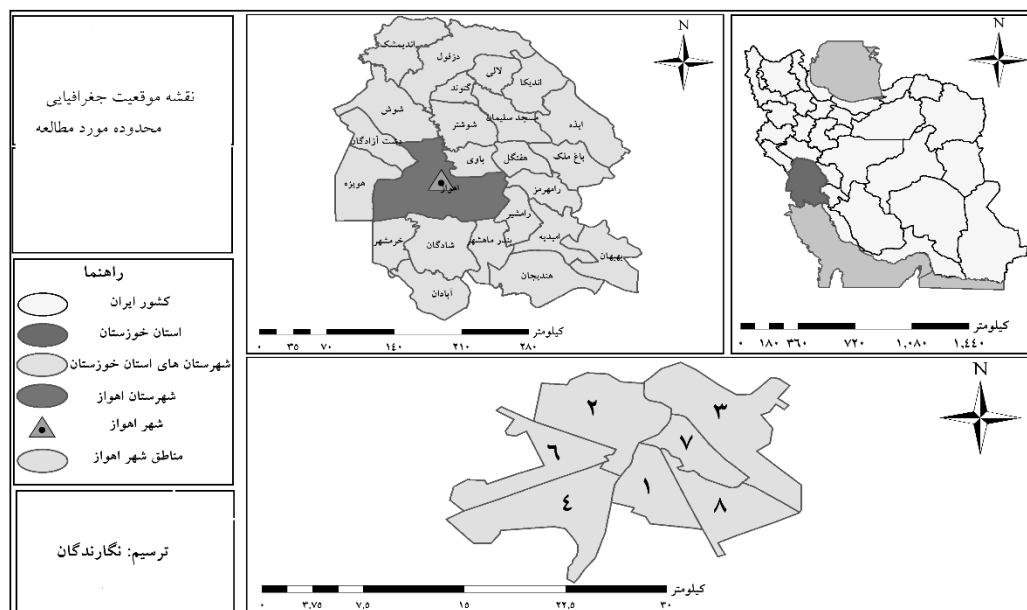 نقشه موقعیت جغرافیایی
محدوده مورد مطالعه
راهنما
کشور ایران
استان خوزستان
شهرستان های استان خوزستان
شهرستان اهواز
شهر اهواز
مناطق شهر اهواز
ترسیم: نگارندگان
N
اندیمشک
دزفول
لالی
اندیکا
گتوند
شوش
شوشتر
مسجد سلیمان
ایذه
دشت آزادگان
باوی
هفتگل
باغ ملک
هویزه
اهواز
رامهرمز
رامشیر
خرمشهر
شادگان
بندر ماهشهر
امیدیه
بهبهان
هندیجان
آبادان
کیلومتر
۰ ۳۵ ۷۰ ۱۴۰ ۲۱۰ ۲۸۰
N
کیلومتر
۰ ۱۸۰ ۳۶۰ ۷۲۰ ۱,۰۸۰ ۱,۴۴۰
N
۲
۳
۶
۷
۴
۱
۸
کیلومتر
۰ ۳.۷۵ ۷.۵ ۱۵ ۲۲.۵ ۳۰